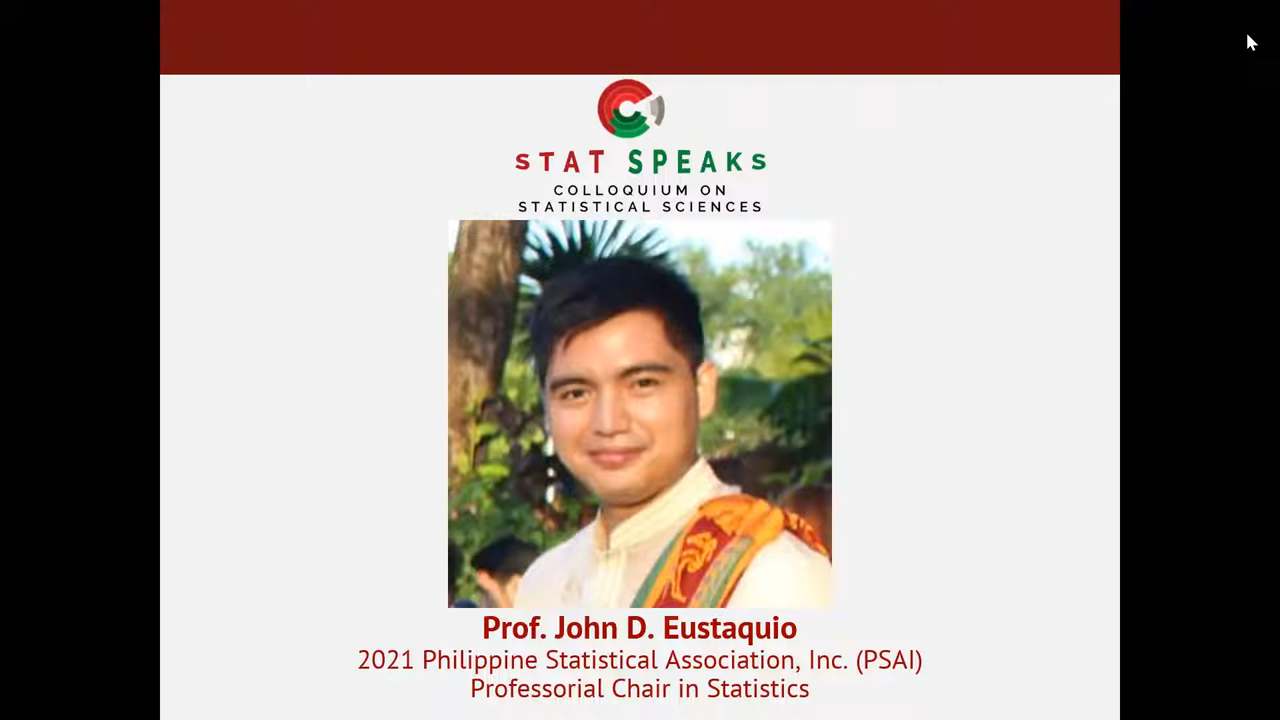 STAT SPEAKS
COLLOQUIUM ON
STATISTICAL SCIENCES
Prof. John D. Eustaquio
2021 Philippine Statistical Association, Inc. (PSAI)
Professorial Chair in Statistics